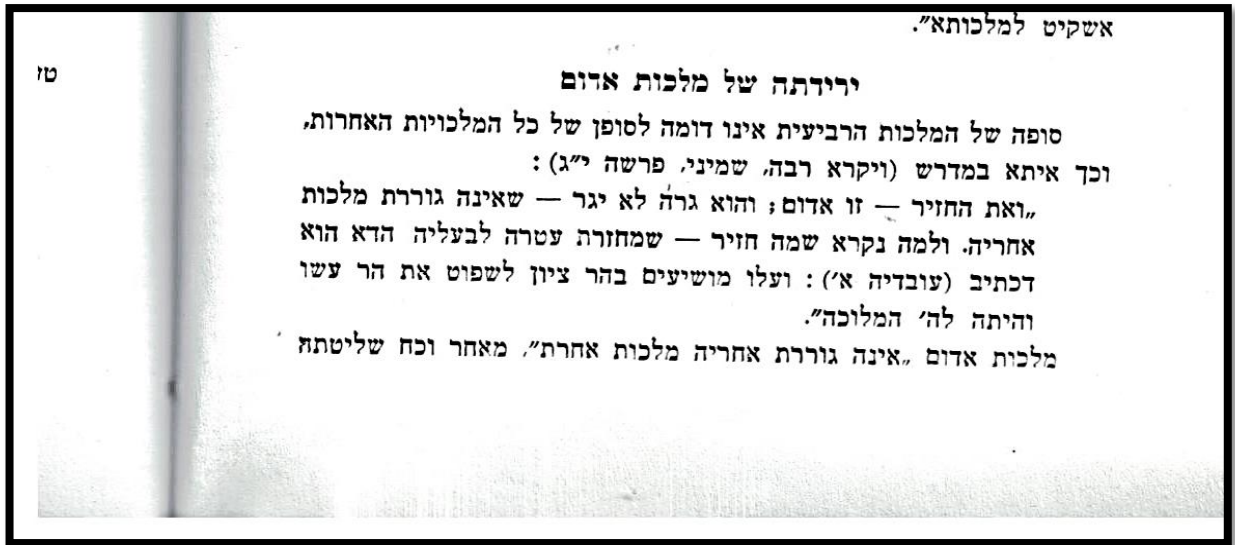 אשקיט למלכותא".
טז
ירידתה של מלכות אדום
סופה של המלכות הרביעית אינו דומה לסופן של כל המלכויות האחרות,
וכך איתא במדרש (ויקרא רבה, שמיני, פרשה י"ג):
„ואת החזיר — זו אדום; והוא גרה לא יגר — שאינה גוררת מלכות
אחריה. ולמה נקרא שמה חזיר — שמחזרת עטרה לבעליה הדא הוא
דכתיב (עובדיה א'): ועלו מושיעים בהר ציון לשפוט את הר עשו
והיתה לה' המלוכה".
מלכות אדום „אינה גוררת אחריה מלכות אחרת", מאחר וכח שליטתה